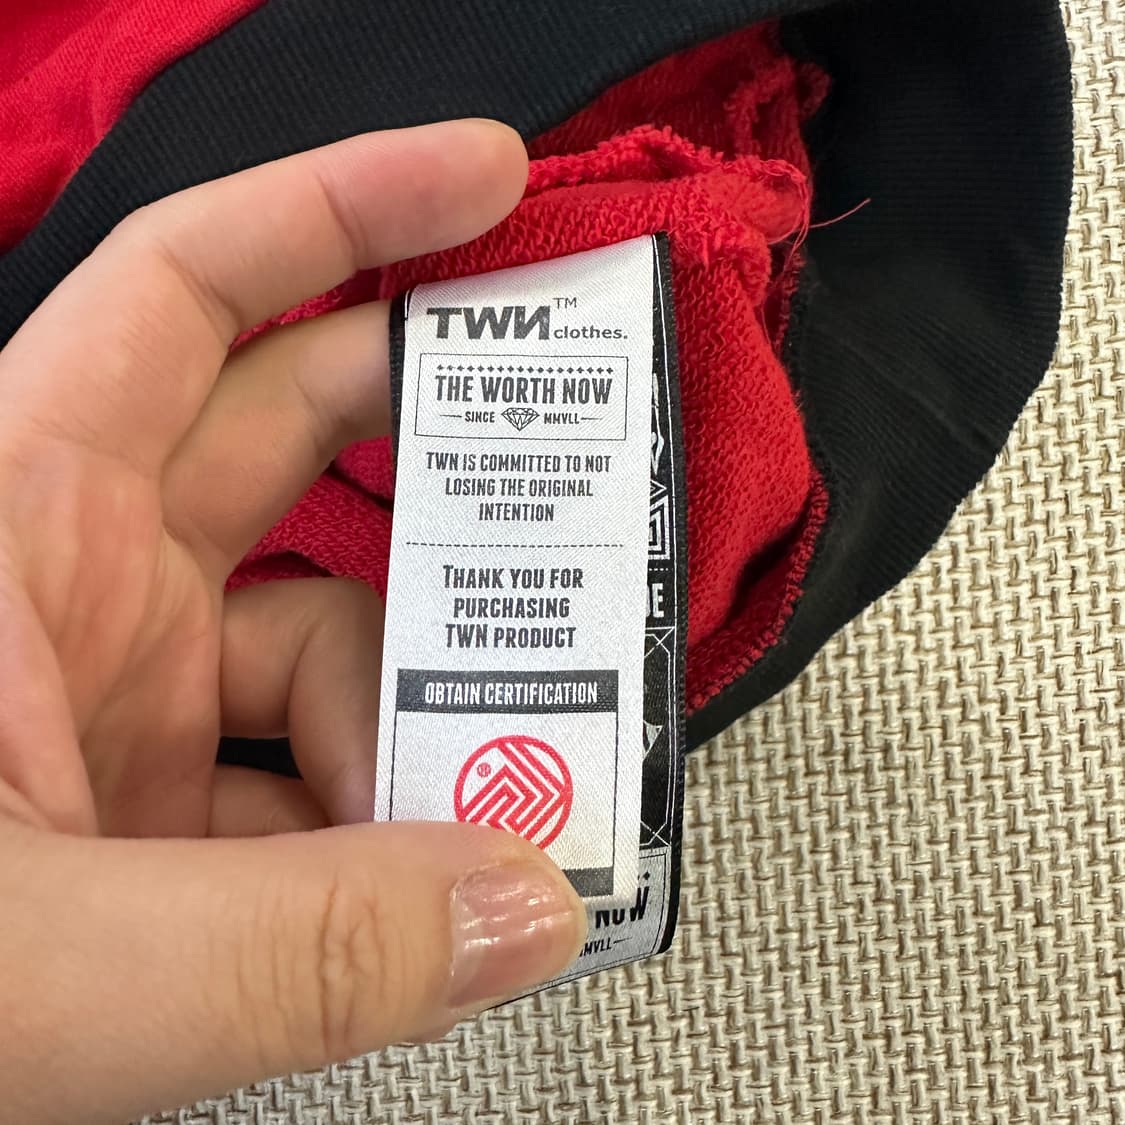 TWN™ clothes.
THE WORTH NOW
SINCE MMVLL
TWN IS COMMITTED TO NOT
LOSING THE ORIGINAL
INTENTION
THANK YOU FOR
PURCHASING
TWN PRODUCT
OBTAIN CERTIFICATION
NOW